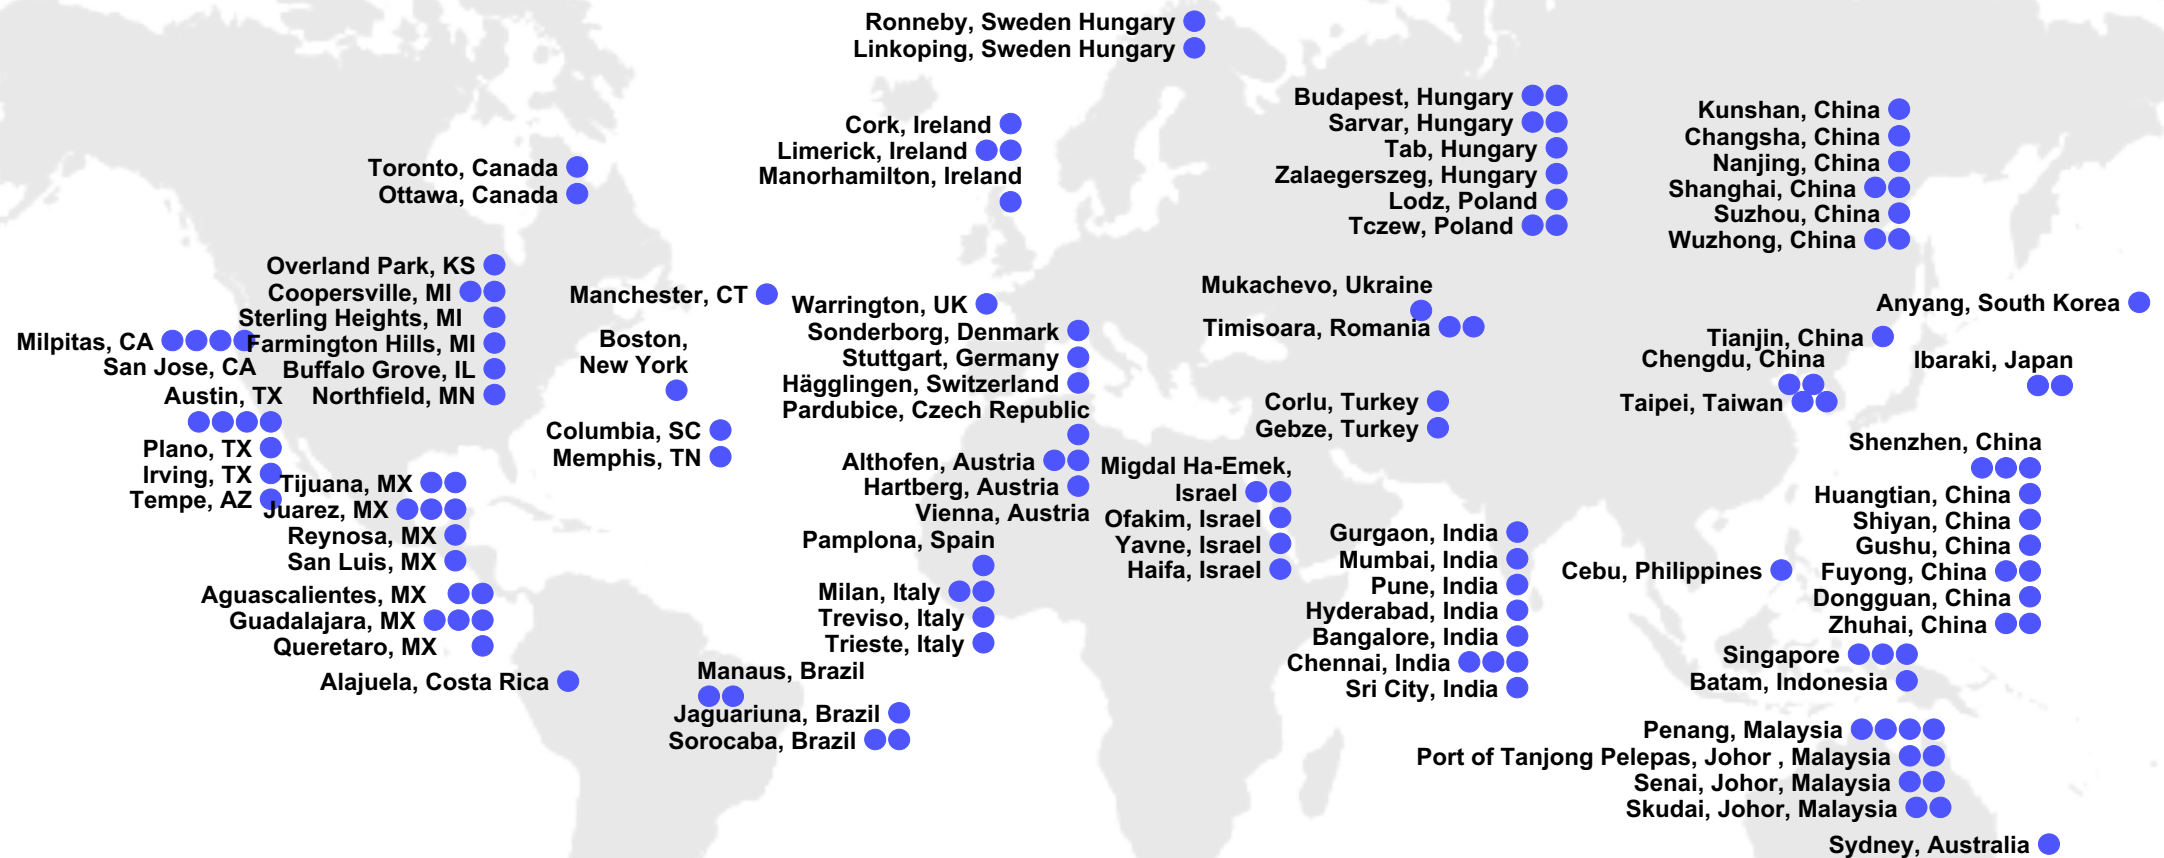 Ronneby, Sweden Hungary
Linkoping, Sweden Hungary
Budapest, Hungary
Sarvar, Hungary
Tab, Hungary
Zalaegerszeg, Hungary
Lodz, Poland
Tczew, Poland
Kunshan, China
Changsha, China
Nanjing, China
Shanghai, China
Suzhou, China
Wuzhong, China
Cork, Ireland
Limerick, Ireland
Manorhamilton, Ireland
Toronto, Canada
Ottawa, Canada
Overland Park, KS
Coopersville, MI
Sterling Heights, MI
Farmington Hills, MI
Buffalo Grove, IL
Northfield, MN
Milpitas, CA
San Jose, CA
Austin, TX
Plano, TX
Irving, TX
Tempe, AZ
Manchester, CT
Boston,
New York
Columbia, SC
Memphis, TN
Warrington, UK
Sonderborg, Denmark
Stuttgart, Germany
Hägglingen, Switzerland
Pardubice, Czech Republic
Althofen, Austria
Hartberg, Austria
Vienna, Austria
Pamplona, Spain
Milan, Italy
Treviso, Italy
Trieste, Italy
Mukachevo, Ukraine
Timisoara, Romania
Corlu, Turkey
Gebze, Turkey
Migdal Ha-Emek,
Israel
Ofakim, Israel
Yavne, Israel
Haifa, Israel
Anyang, South Korea
Tianjin, China
Chengdu, China
Ibaraki, Japan
Taipei, Taiwan
Shenzhen, China
Huangtian, China
Shiyan, China
Gushu, China
Fuyong, China
Dongguan, China
Zhuhai, China
Tijuana, MX
Juarez, MX
Reynosa, MX
San Luis, MX
Aguascalientes, MX
Guadalajara, MX
Queretaro, MX
Alajuela, Costa Rica
Manaus, Brazil
Jaguariuna, Brazil
Sorocaba, Brazil
Gurgaon, India
Mumbai, India
Pune, India
Hyderabad, India
Bangalore, India
Chennai, India
Sri City, India
Cebu, Philippines
Singapore
Batam, Indonesia
Penang, Malaysia
Port of Tanjong Pelepas, Johor , Malaysia
Senai, Johor, Malaysia
Skudai, Johor, Malaysia
Sydney, Australia